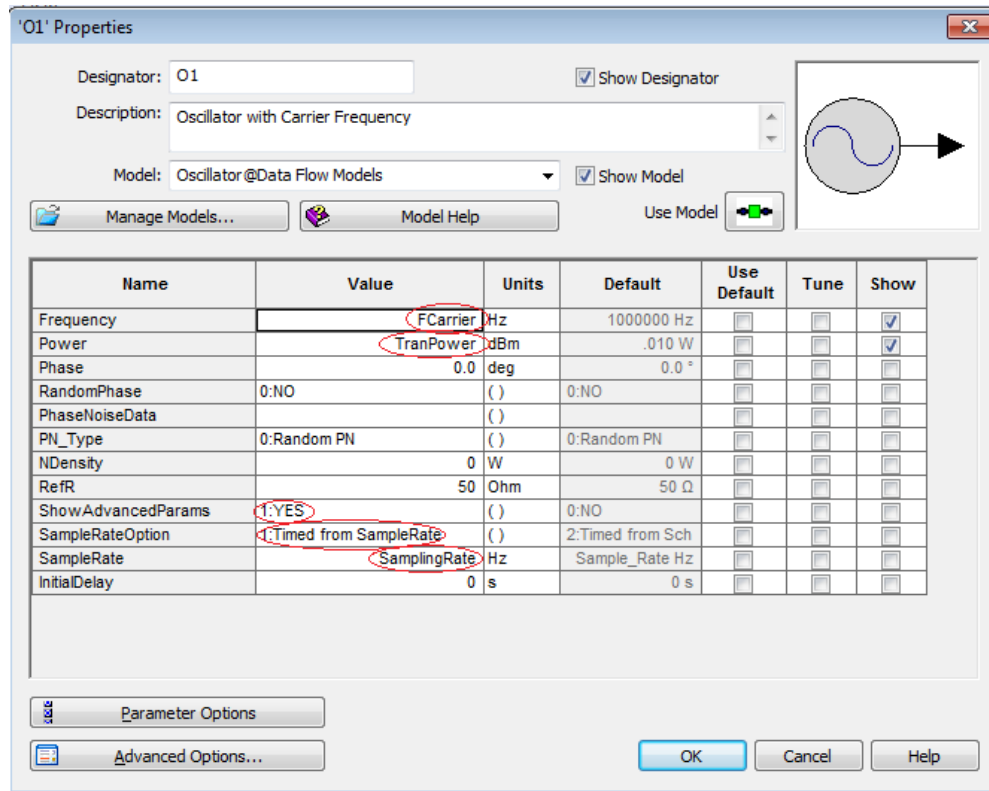 'O1' Properties
Designator: O1 Show Designator
Description: Oscillator with Carrier Frequency
Model: Oscillator@Data Flow Models Show Model
Manage Models... Model Help Use Model
Name Value Units Default Use Default Tune Show
Frequency FCarrier Hz 1000000 Hz
Power TranPower dBm .010 W
Phase 0.0 deg 0.0 °
RandomPhase 0:NO ( ) 0:NO
PhaseNoiseData ( )
PN_Type 0:Random PN ( ) 0:Random PN
NDensity 0 W 0 W
RefR 50 Ohm 50 Ω
ShowAdvancedParams 1:YES ( ) 0:NO
SampleRateOption 1:Timed from SampleRate ( ) 2:Timed from Sch
SampleRate SamplingRate Hz Sample_Rate Hz
InitialDelay 0 s 0 s
Parameter Options
Advanced Options... OK Cancel Help